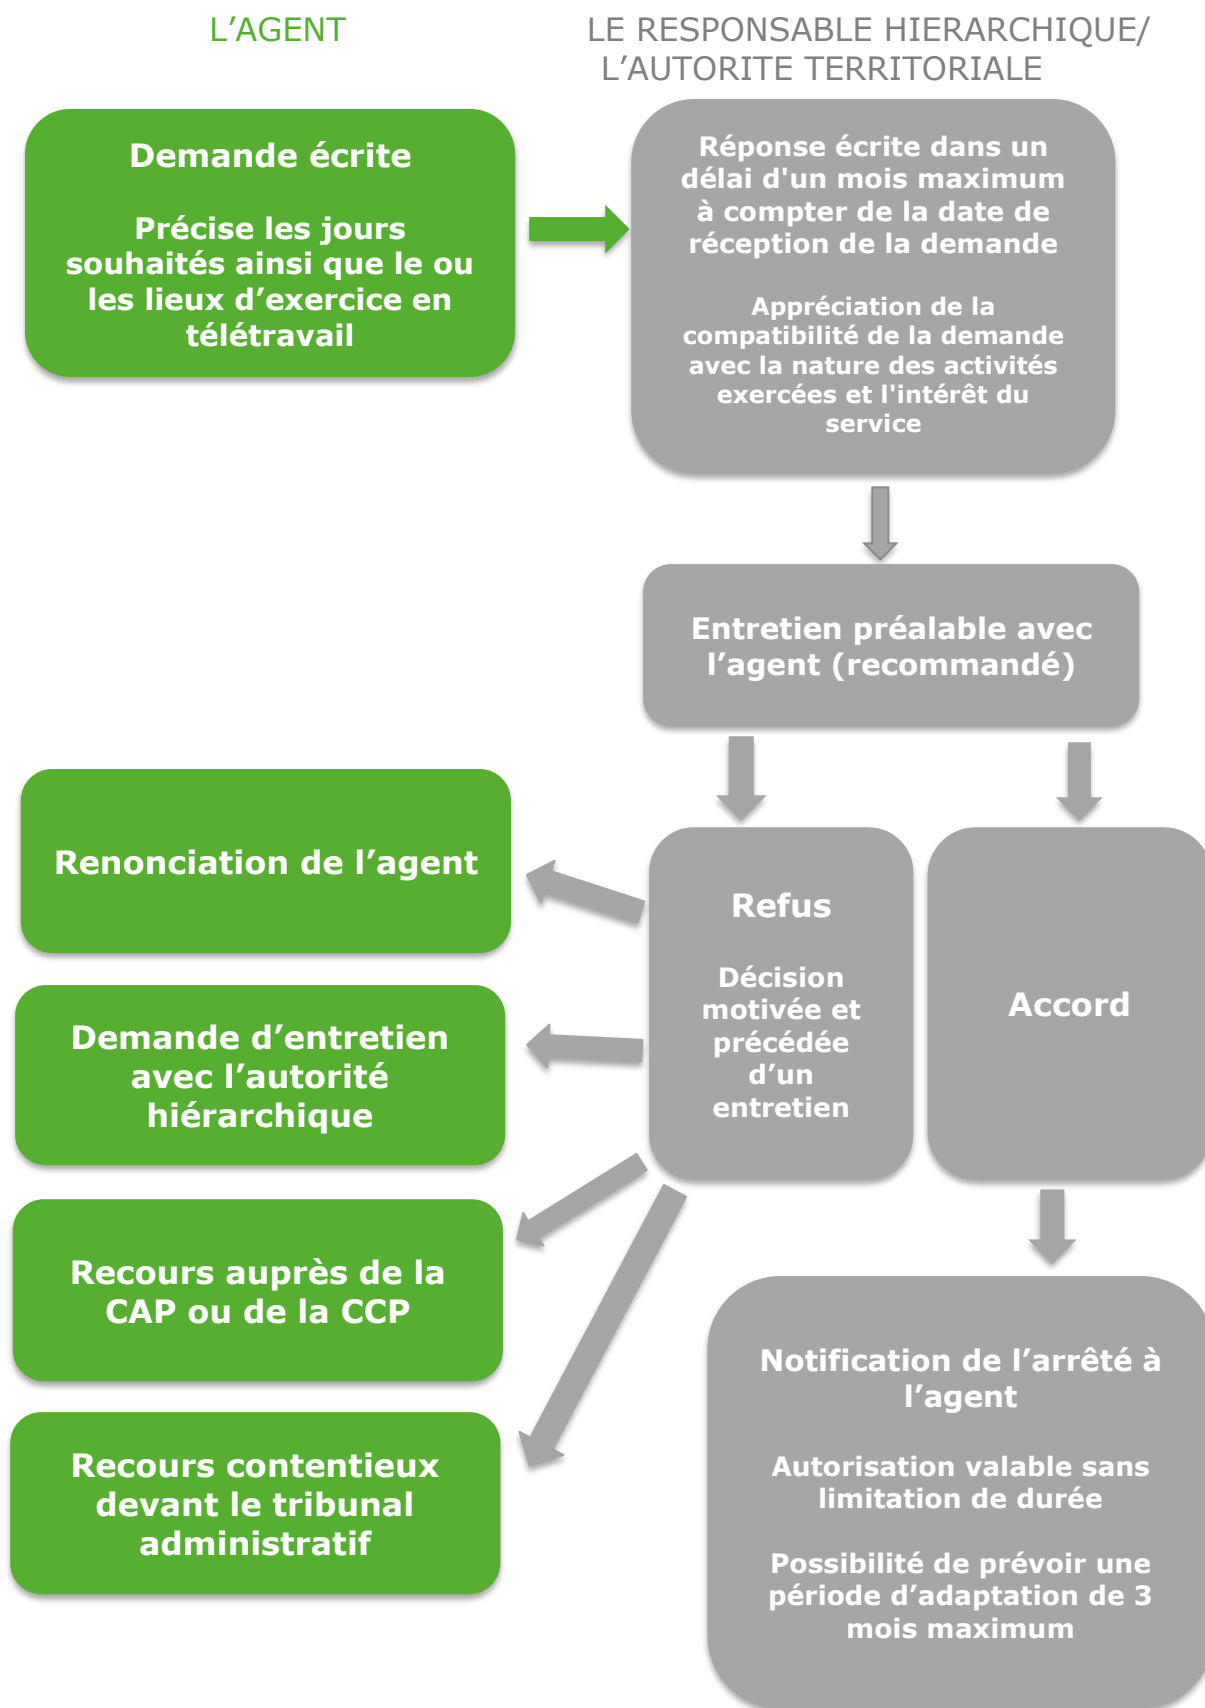 L’AGENT
LE RESPONSABLE HIERARCHIQUE/
L’AUTORITE TERRITORIALE
Demande écrite
Précise les jours
souhaités ainsi que le ou
les lieux d’exercice en
télétravail
Réponse écrite dans un
délai d'un mois maximum
à compter de la date de
réception de la demande
Appréciation de la
compatibilité de la demande
avec la nature des activités
exercées et l'intérêt du
service
Entretien préalable avec
l’agent (recommandé)
Refus
Décision
motivée et
précédée
d’un
entretien
Accord
Renonciation de l’agent
Demande d’entretien
avec l’autorité
hiérarchique
Recours auprès de la
CAP ou de la CCP
Recours contentieux
devant le tribunal
administratif
Notification de l’arrêté à
l’agent
Autorisation valable sans
limitation de durée
Possibilité de prévoir une
période d’adaptation de 3
mois maximum